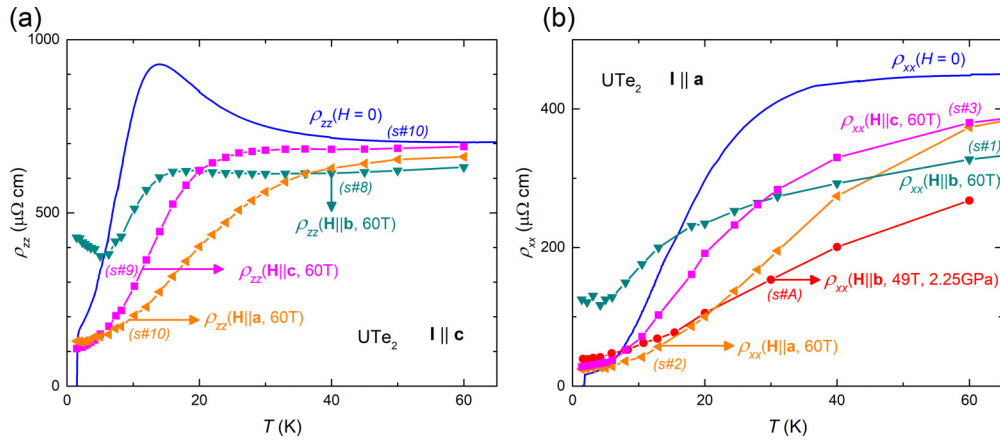 (a)
1000
500
0
ρzz (μΩ cm)
0
20
40
60
T (K)
ρzz(H = 0)
(s#10)
(s#8)
ρzz(H||b, 60T)
(s#9)
ρzz(H||c, 60T)
ρzz(H||a, 60T)
(s#10)
UTe2 I || c
(b)
400
200
0
ρxx (μΩ cm)
0
20
40
60
T (K)
UTe2 I || a
ρxx(H = 0)
ρxx(H||c, 60T)
(s#3)
(s#1)
ρxx(H||b, 60T)
ρxx(H||b, 49T, 2.25GPa)
(s#A)
ρxx(H||a, 60T)
(s#2)